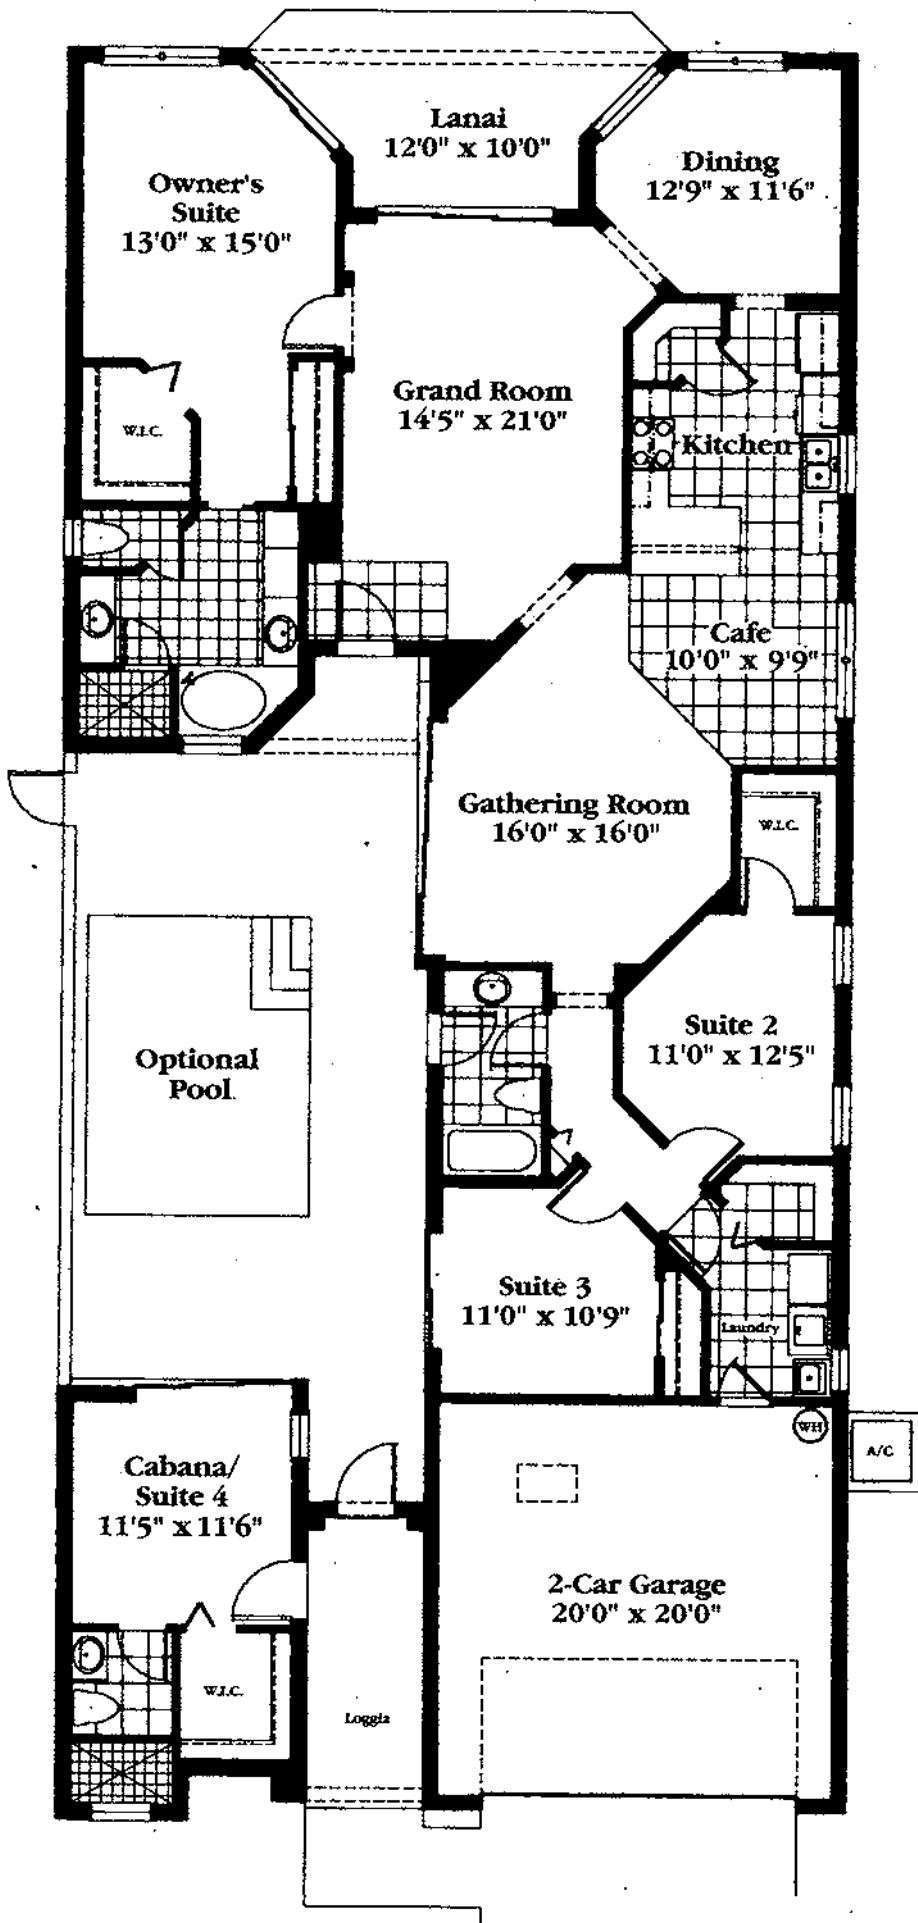 Lanai
12'0" x 10'0"
Dining
12'9" x 11'6"
Owner's
Suite
13'0" x 15'0"
Grand Room
14'5" x 21'0"
W.I.C.
Kitchen
Cafe
10'0" x 9'9"
Gathering Room
16'0" x 16'0"
W.I.C.
Optional
Pool
Suite 2
11'0" x 12'5"
Suite 3
11'0" x 10'9"
Laundry
WH
A/C
Cabana/
Suite 4
11'5" x 11'6"
2-Car Garage
20'0" x 20'0"
W.I.C.
Loggia